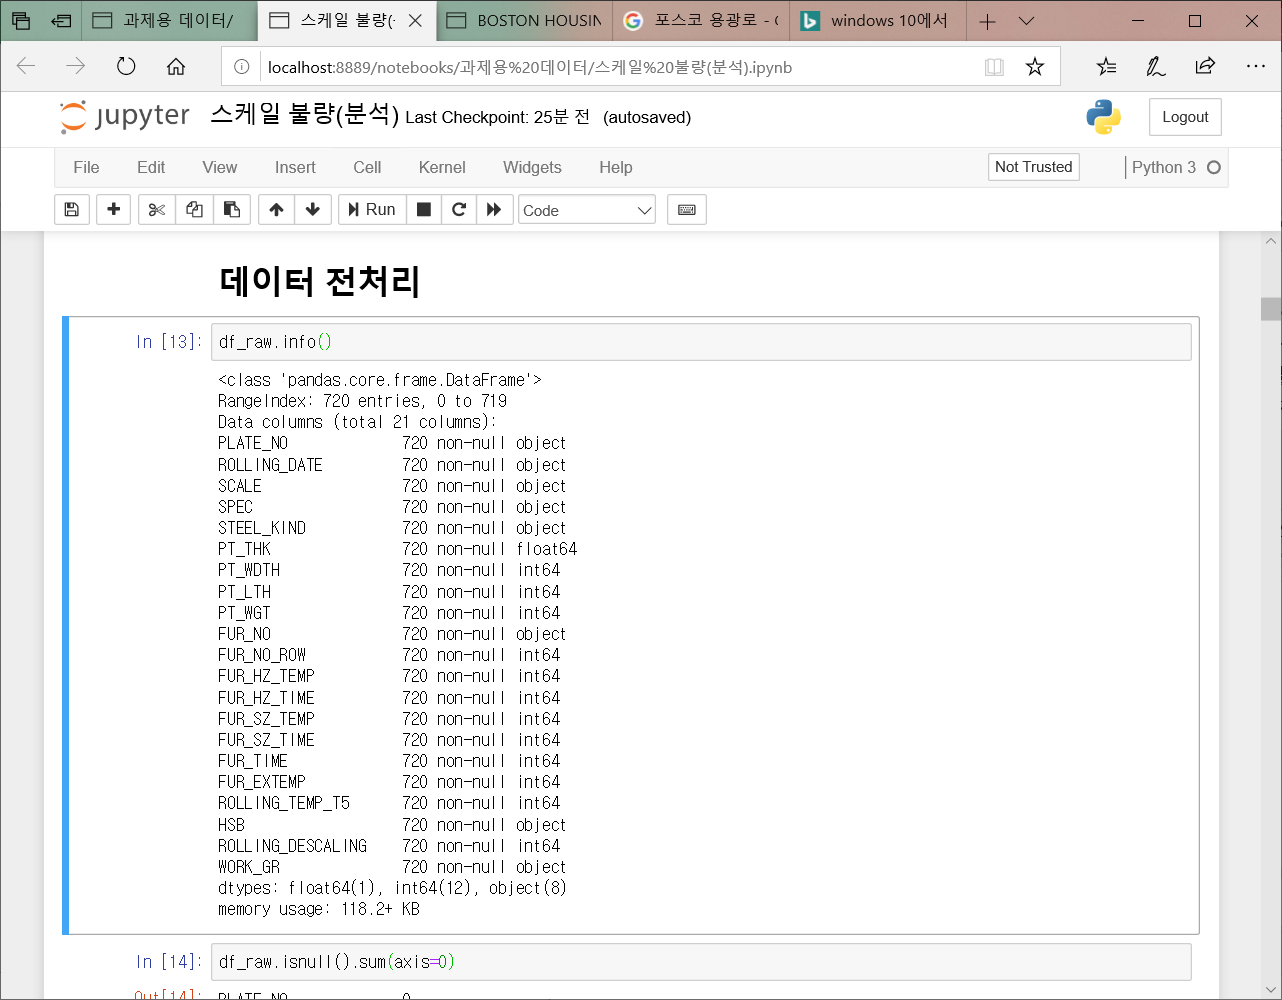 과제용 데이터/
스케일 불량(
BOSTON HOUSIN
포스코 용광로 -
windows 10에서
localhost:8889/notebooks/과제용%20데이터/스케일%20불량(분석).ipynb
jupyter 스케일 불량(분석) Last Checkpoint: 25분 전 (autosaved)
Logout
File Edit View Insert Cell Kernel Widgets Help
Not Trusted
Python 3
Run
Code
데이터 전처리
In [13]: df_raw.info()
<class 'pandas.core.frame.DataFrame'>
RangeIndex: 720 entries, 0 to 719
Data columns (total 21 columns):
PLATE_NO 720 non-null object
ROLLING_DATE 720 non-null object
SCALE 720 non-null object
SPEC 720 non-null object
STEEL_KIND 720 non-null object
PT_THK 720 non-null float64
PT_WDTH 720 non-null int64
PT_LTH 720 non-null int64
PT_WGT 720 non-null int64
FUR_NO 720 non-null object
FUR_NO_ROW 720 non-null int64
FUR_HZ_TEMP 720 non-null int64
FUR_HZ_TIME 720 non-null int64
FUR_SZ_TEMP 720 non-null int64
FUR_SZ_TIME 720 non-null int64
FUR_TIME 720 non-null int64
FUR_EXTEMP 720 non-null int64
ROLLING_TEMP_T5 720 non-null int64
HSB 720 non-null object
ROLLING_DESCALING 720 non-null int64
WORK_GR 720 non-null object
dtypes: float64(1), int64(12), object(8)
memory usage: 118.2+ KB
In [14]: df_raw.isnull().sum(axis=0)
Out[14]: PLATE_NO 0